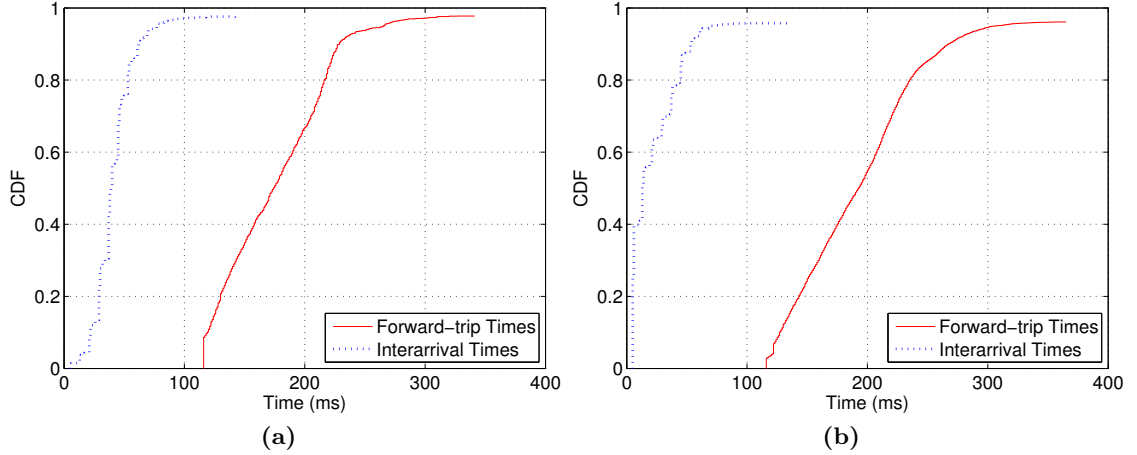 1
0.8
0.6
0.4
0.2
0
CDF
0 100 200 300 400
Time (ms)
Forward−trip Times
Interarrival Times
(a)
1
0.8
0.6
0.4
0.2
0
CDF
0 100 200 300 400
Time (ms)
Forward−trip Times
Interarrival Times
(b)